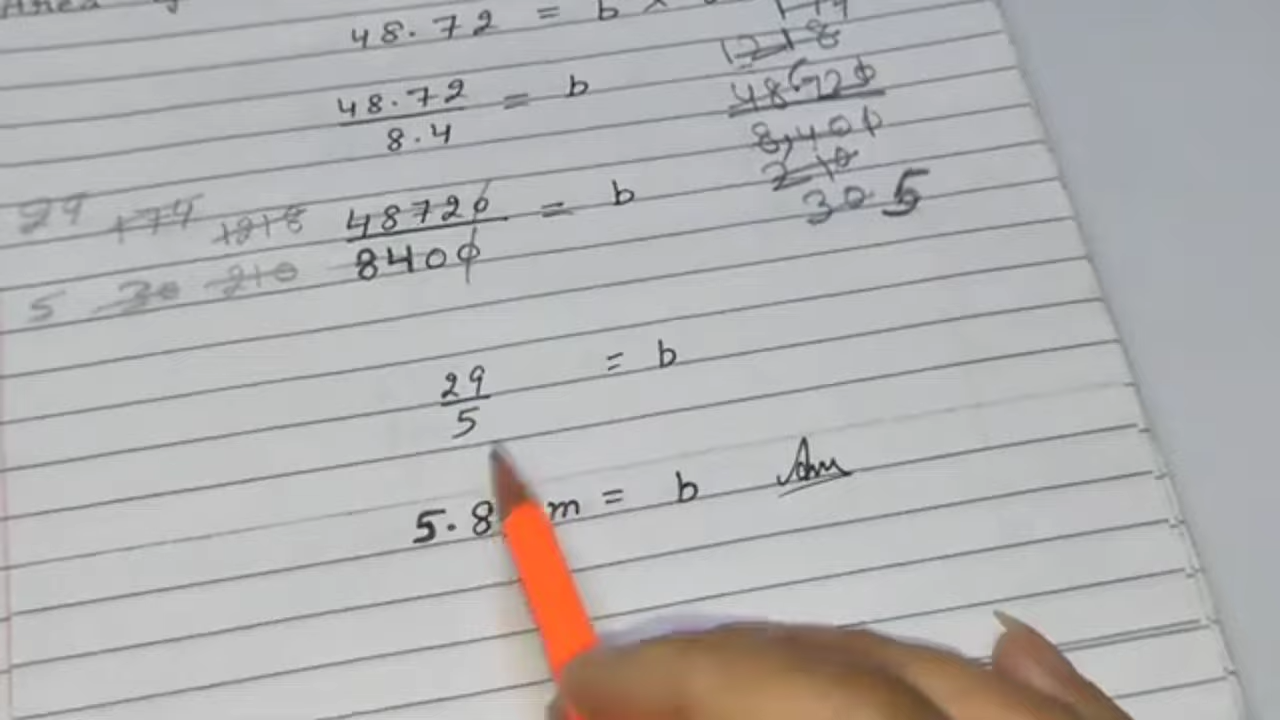 Area
48.72 = b ×
48.72 / 8.4 = b
48720 / 8400 = b
29 174 1218
5 30 210
1218
48720
8400
210
30 5
29 / 5 = b
5.8 m = b Ans